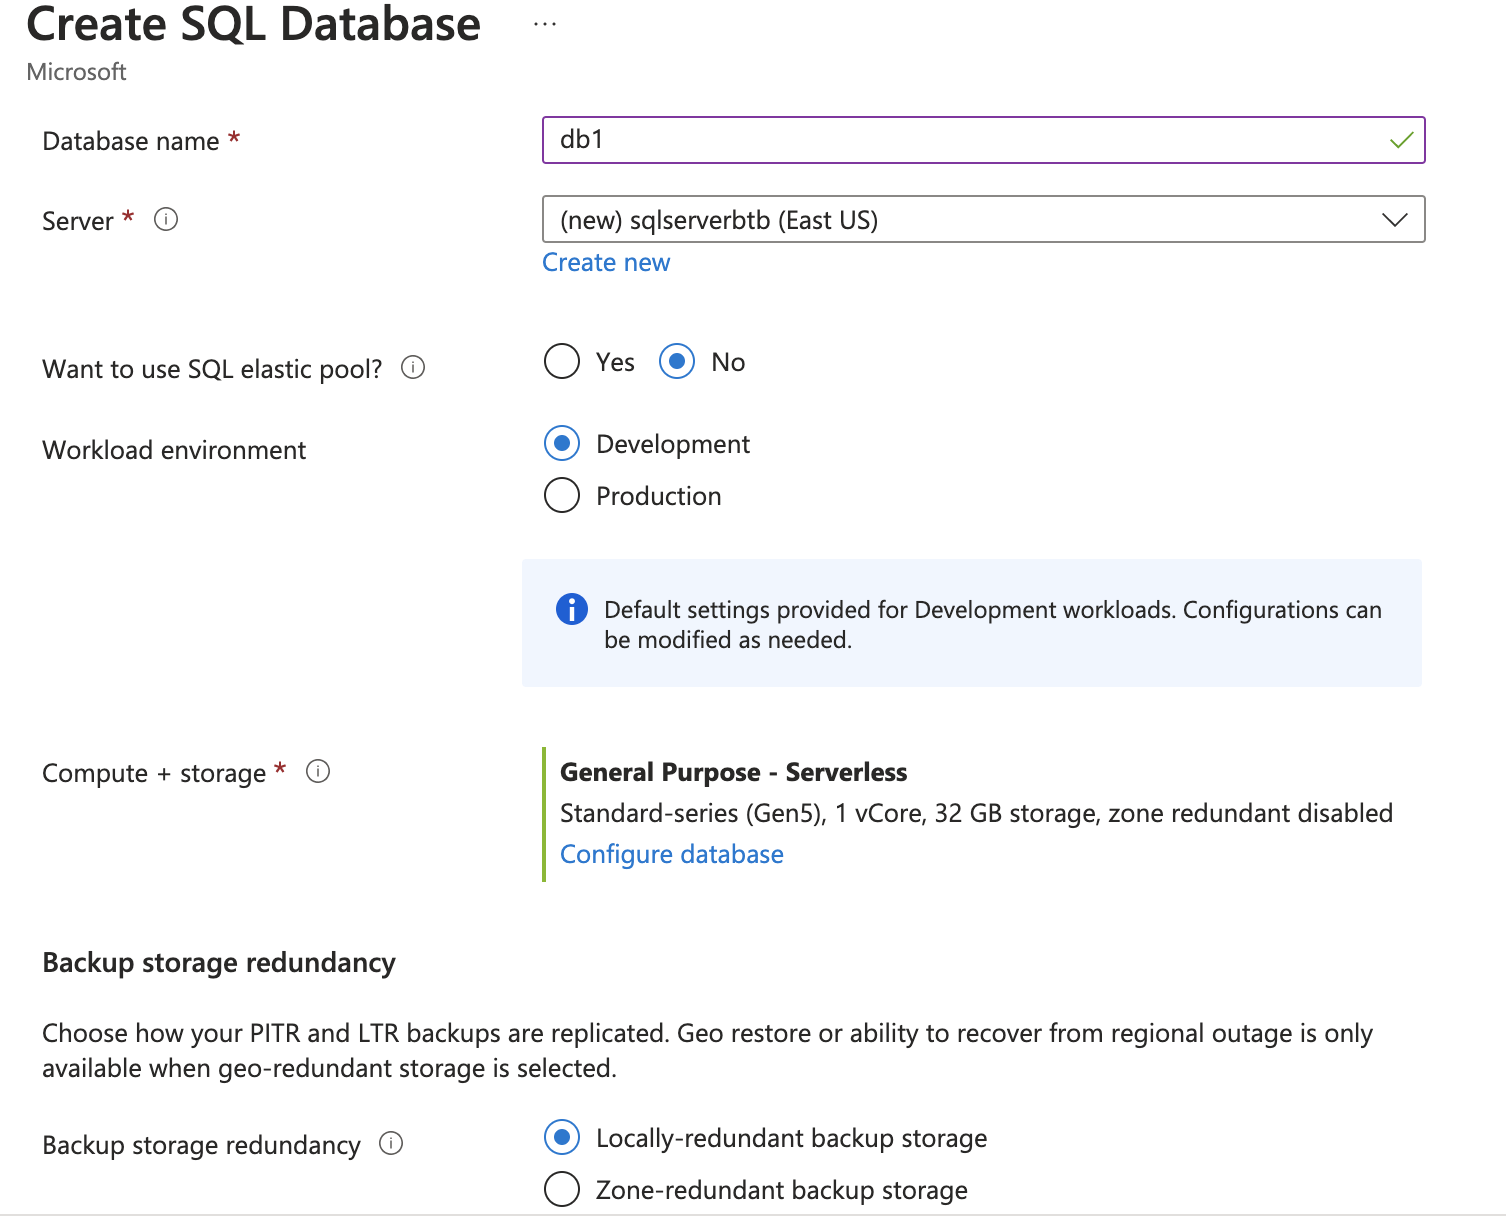 Create SQL Database ...
Microsoft
Database name *
db1
Server *
(new) sqlserverbtb (East US)
Create new
Want to use SQL elastic pool?
Yes No
Workload environment
Development
Production
Default settings provided for Development workloads. Configurations can
be modified as needed.
Compute + storage *
General Purpose - Serverless
Standard-series (Gen5), 1 vCore, 32 GB storage, zone redundant disabled
Configure database
Backup storage redundancy
Choose how your PITR and LTR backups are replicated. Geo restore or ability to recover from regional outage is only
available when geo-redundant storage is selected.
Backup storage redundancy
Locally-redundant backup storage
Zone-redundant backup storage